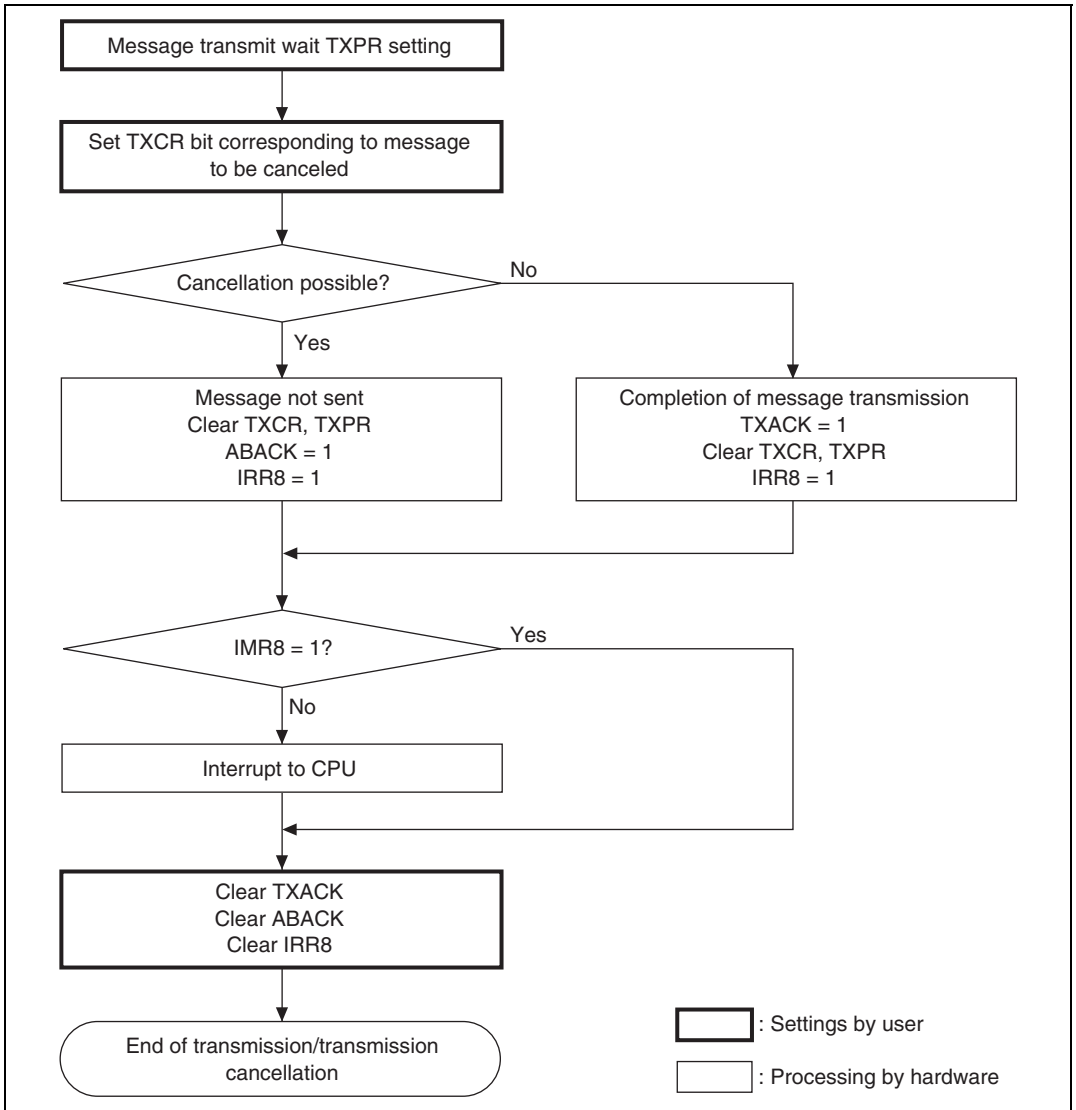 Message transmit wait TXPR setting
Set TXCR bit corresponding to message
to be canceled
Cancellation possible?
No
Yes
Message not sent
Clear TXCR, TXPR
ABACK = 1
IRR8 = 1
Completion of message transmission
TXACK = 1
Clear TXCR, TXPR
IRR8 = 1
IMR8 = 1?
Yes
No
Interrupt to CPU
Clear TXACK
Clear ABACK
Clear IRR8
End of transmission/transmission
cancellation
: Settings by user
: Processing by hardware